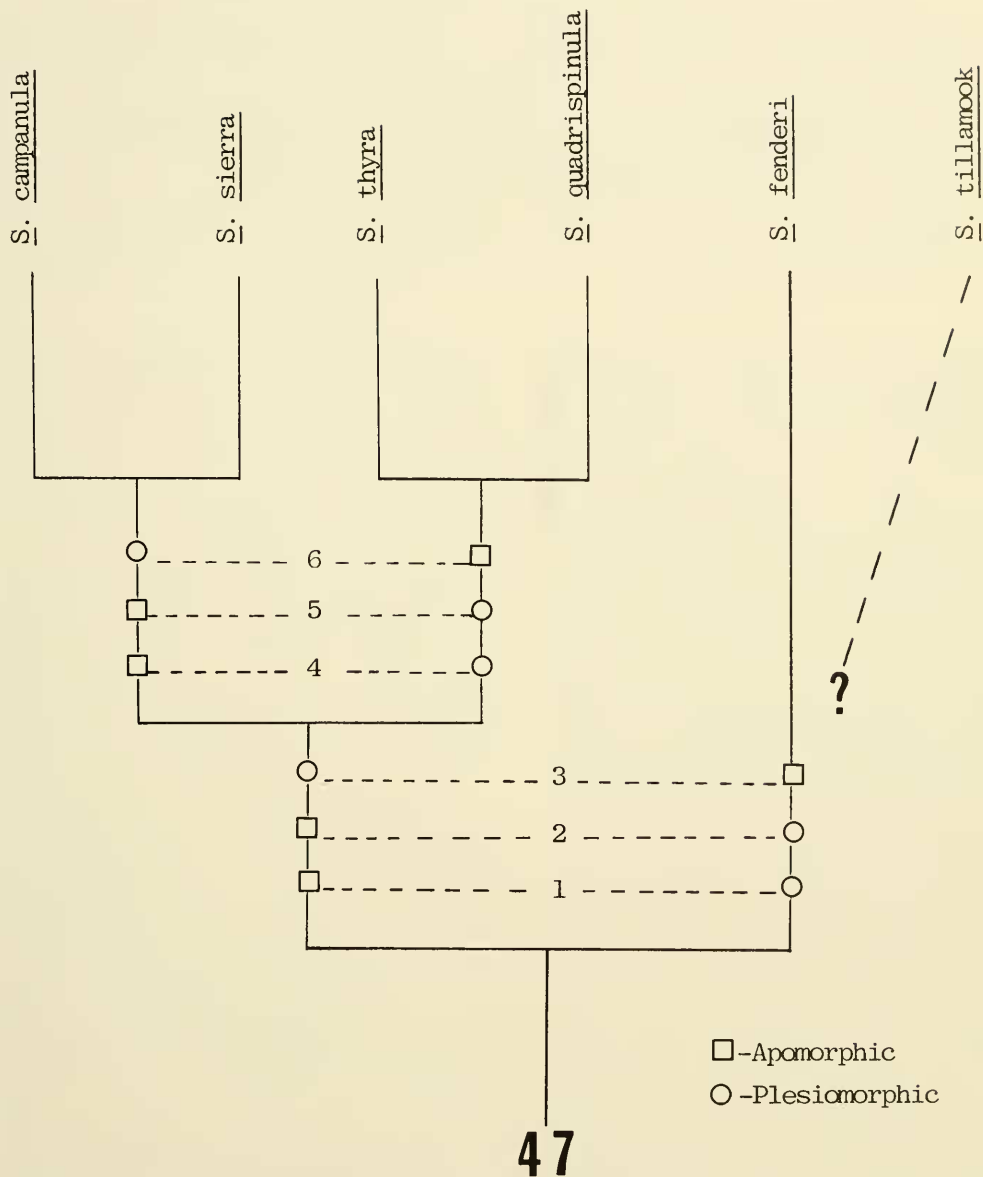 S. campanula
S. sierra
S. thyra
S. quadrispinula
S. fenderi
S. tillamook
6
5
4
?
3
2
1
-Apomorphic
-Plesiomorphic
47